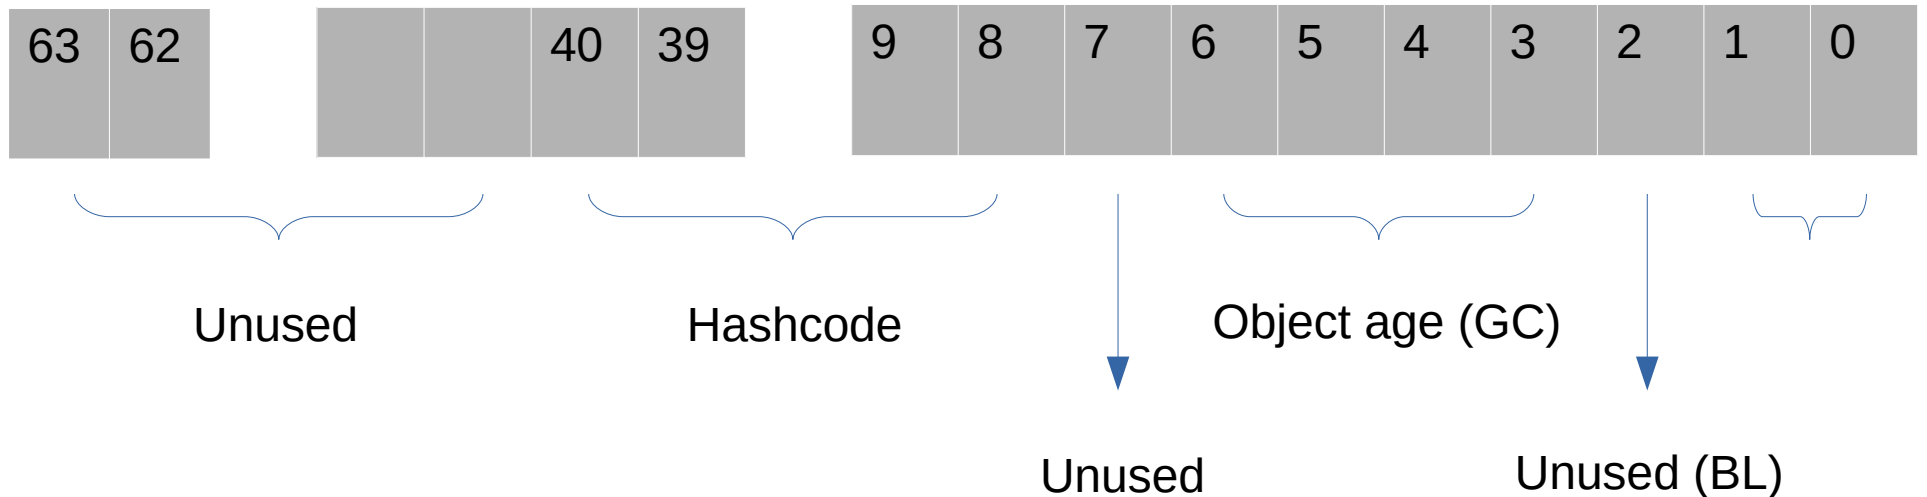 63 62 40 39 9 8 7 6 5 4 3 2 1 0
Unused Hashcode Object age (GC)
Unused Unused (BL)